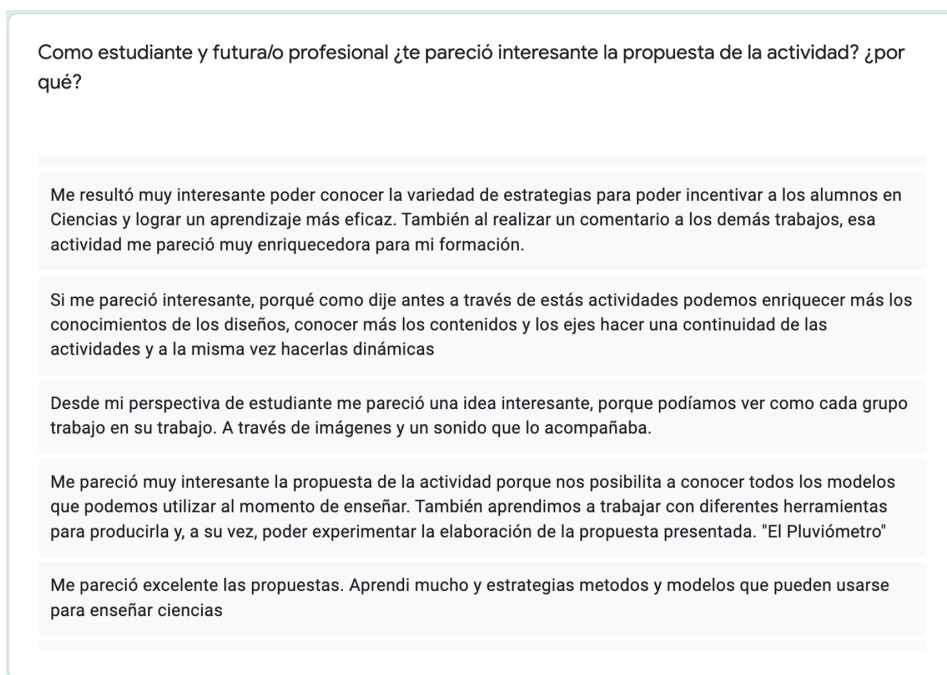 Como estudiante y futura/o profesional ¿te pareció interesante la propuesta de la actividad? ¿por
qué?
Me resultó muy interesante poder conocer la variedad de estrategias para poder incentivar a los alumnos en
Ciencias y lograr un aprendizaje más eficaz. También al realizar un comentario a los demás trabajos, esa
actividad me pareció muy enriquecedora para mi formación.
Si me pareció interesante, porqué como dije antes a través de estás actividades podemos enriquecer más los
conocimientos de los diseños, conocer más los contenidos y los ejes hacer una continuidad de las
actividades y a la misma vez hacerlas dinámicas
Desde mi perspectiva de estudiante me pareció una idea interesante, porque podíamos ver como cada grupo
trabajo en su trabajo. A través de imágenes y un sonido que lo acompañaba.
Me pareció muy interesante la propuesta de la actividad porque nos posibilita a conocer todos los modelos
que podemos utilizar al momento de enseñar. También aprendimos a trabajar con diferentes herramientas
para producirla y, a su vez, poder experimentar la elaboración de la propuesta presentada. "El Pluviómetro"
Me pareció excelente las propuestas. Aprendi mucho y estrategias metodos y modelos que pueden usarse
para enseñar ciencias